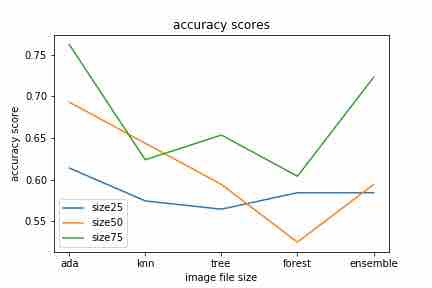 accuracy scores
0.75
0.70
0.65
0.60
0.55
accuracy score
size25
size50
size75
ada knn tree forest ensemble
image file size